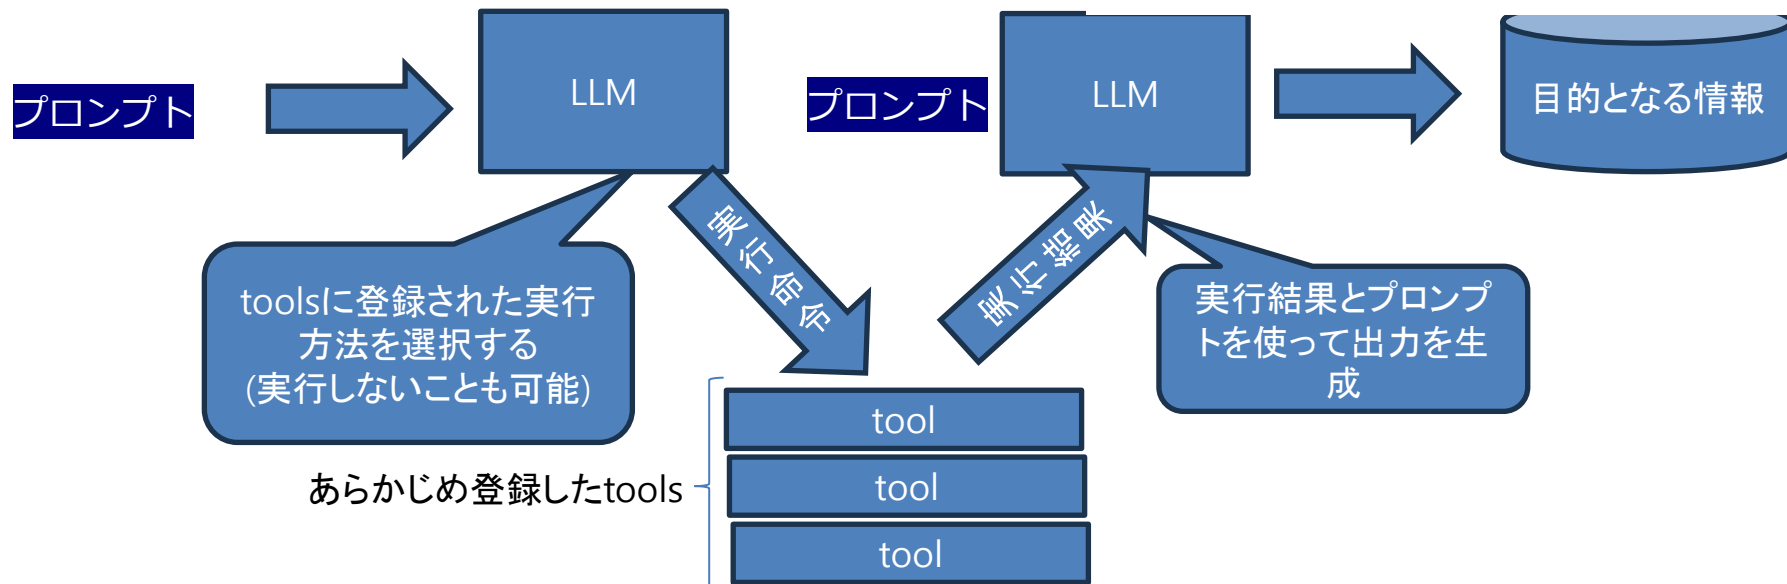 プロンプト
LLM
プロンプト
LLM
目的となる情報
実行命令
実行結果
toolsに登録された実行
方法を選択する
(実行しないことも可能)
実行結果とプロンプ
トを使って出力を生
成
tool
あらかじめ登録したtools
tool
tool